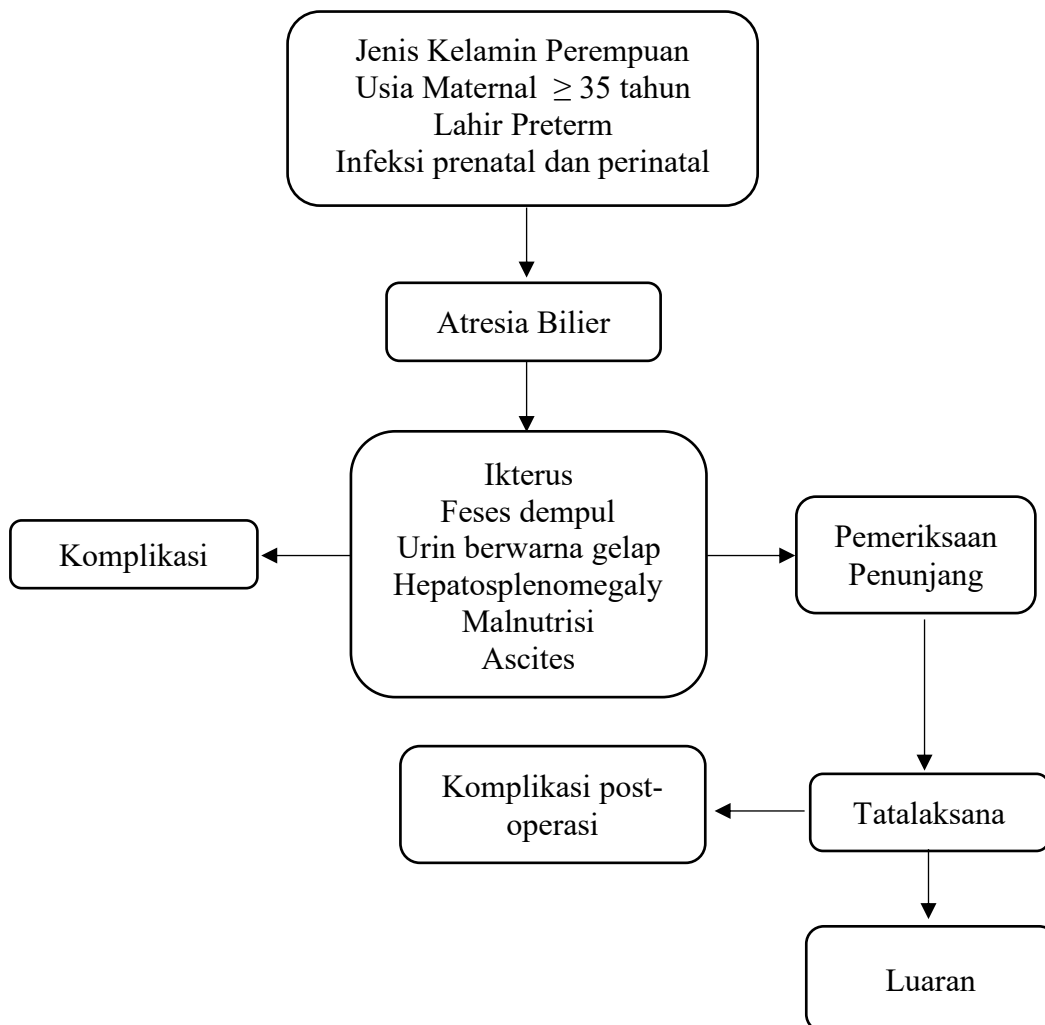 Jenis Kelamin Perempuan
Usia Maternal ≥ 35 tahun
Lahir Preterm
Infeksi prenatal dan perinatal
Atresia Bilier
Ikterus
Feses dempul
Urin berwarna gelap
Hepatosplenomegaly
Malnutrisi
Ascites
Komplikasi
Pemeriksaan
Penunjang
Komplikasi post-
operasi
Tatalaksana
Luaran